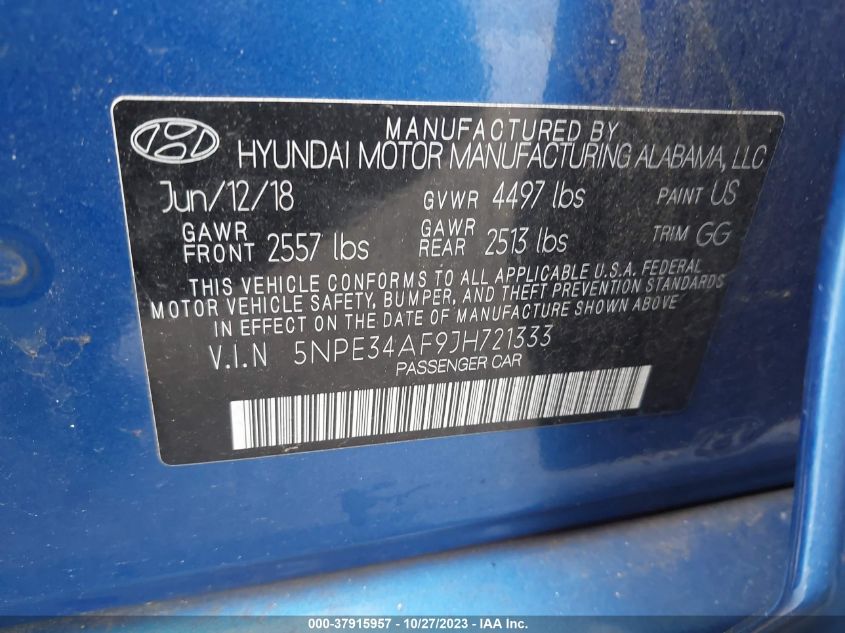 MANUFACTURED BY
HYUNDAI MOTOR MANUFACTURING ALABAMA, LLC
Jun/12/18 GVWR 4497 lbs PAINT US
GAWR FRONT 2557 lbs GAWR REAR 2513 lbs TRIM GG
THIS VEHICLE CONFORMS TO ALL APPLICABLE U.S.A. FEDERAL
MOTOR VEHICLE SAFETY, BUMPER, AND THEFT PREVENTION STANDARDS
IN EFFECT ON THE DATE OF MANUFACTURE SHOWN ABOVE
V.I.N 5NPE34AF9JH721333
PASSENGER CAR
000-37915957 - 10/27/2023 - IAA Inc.